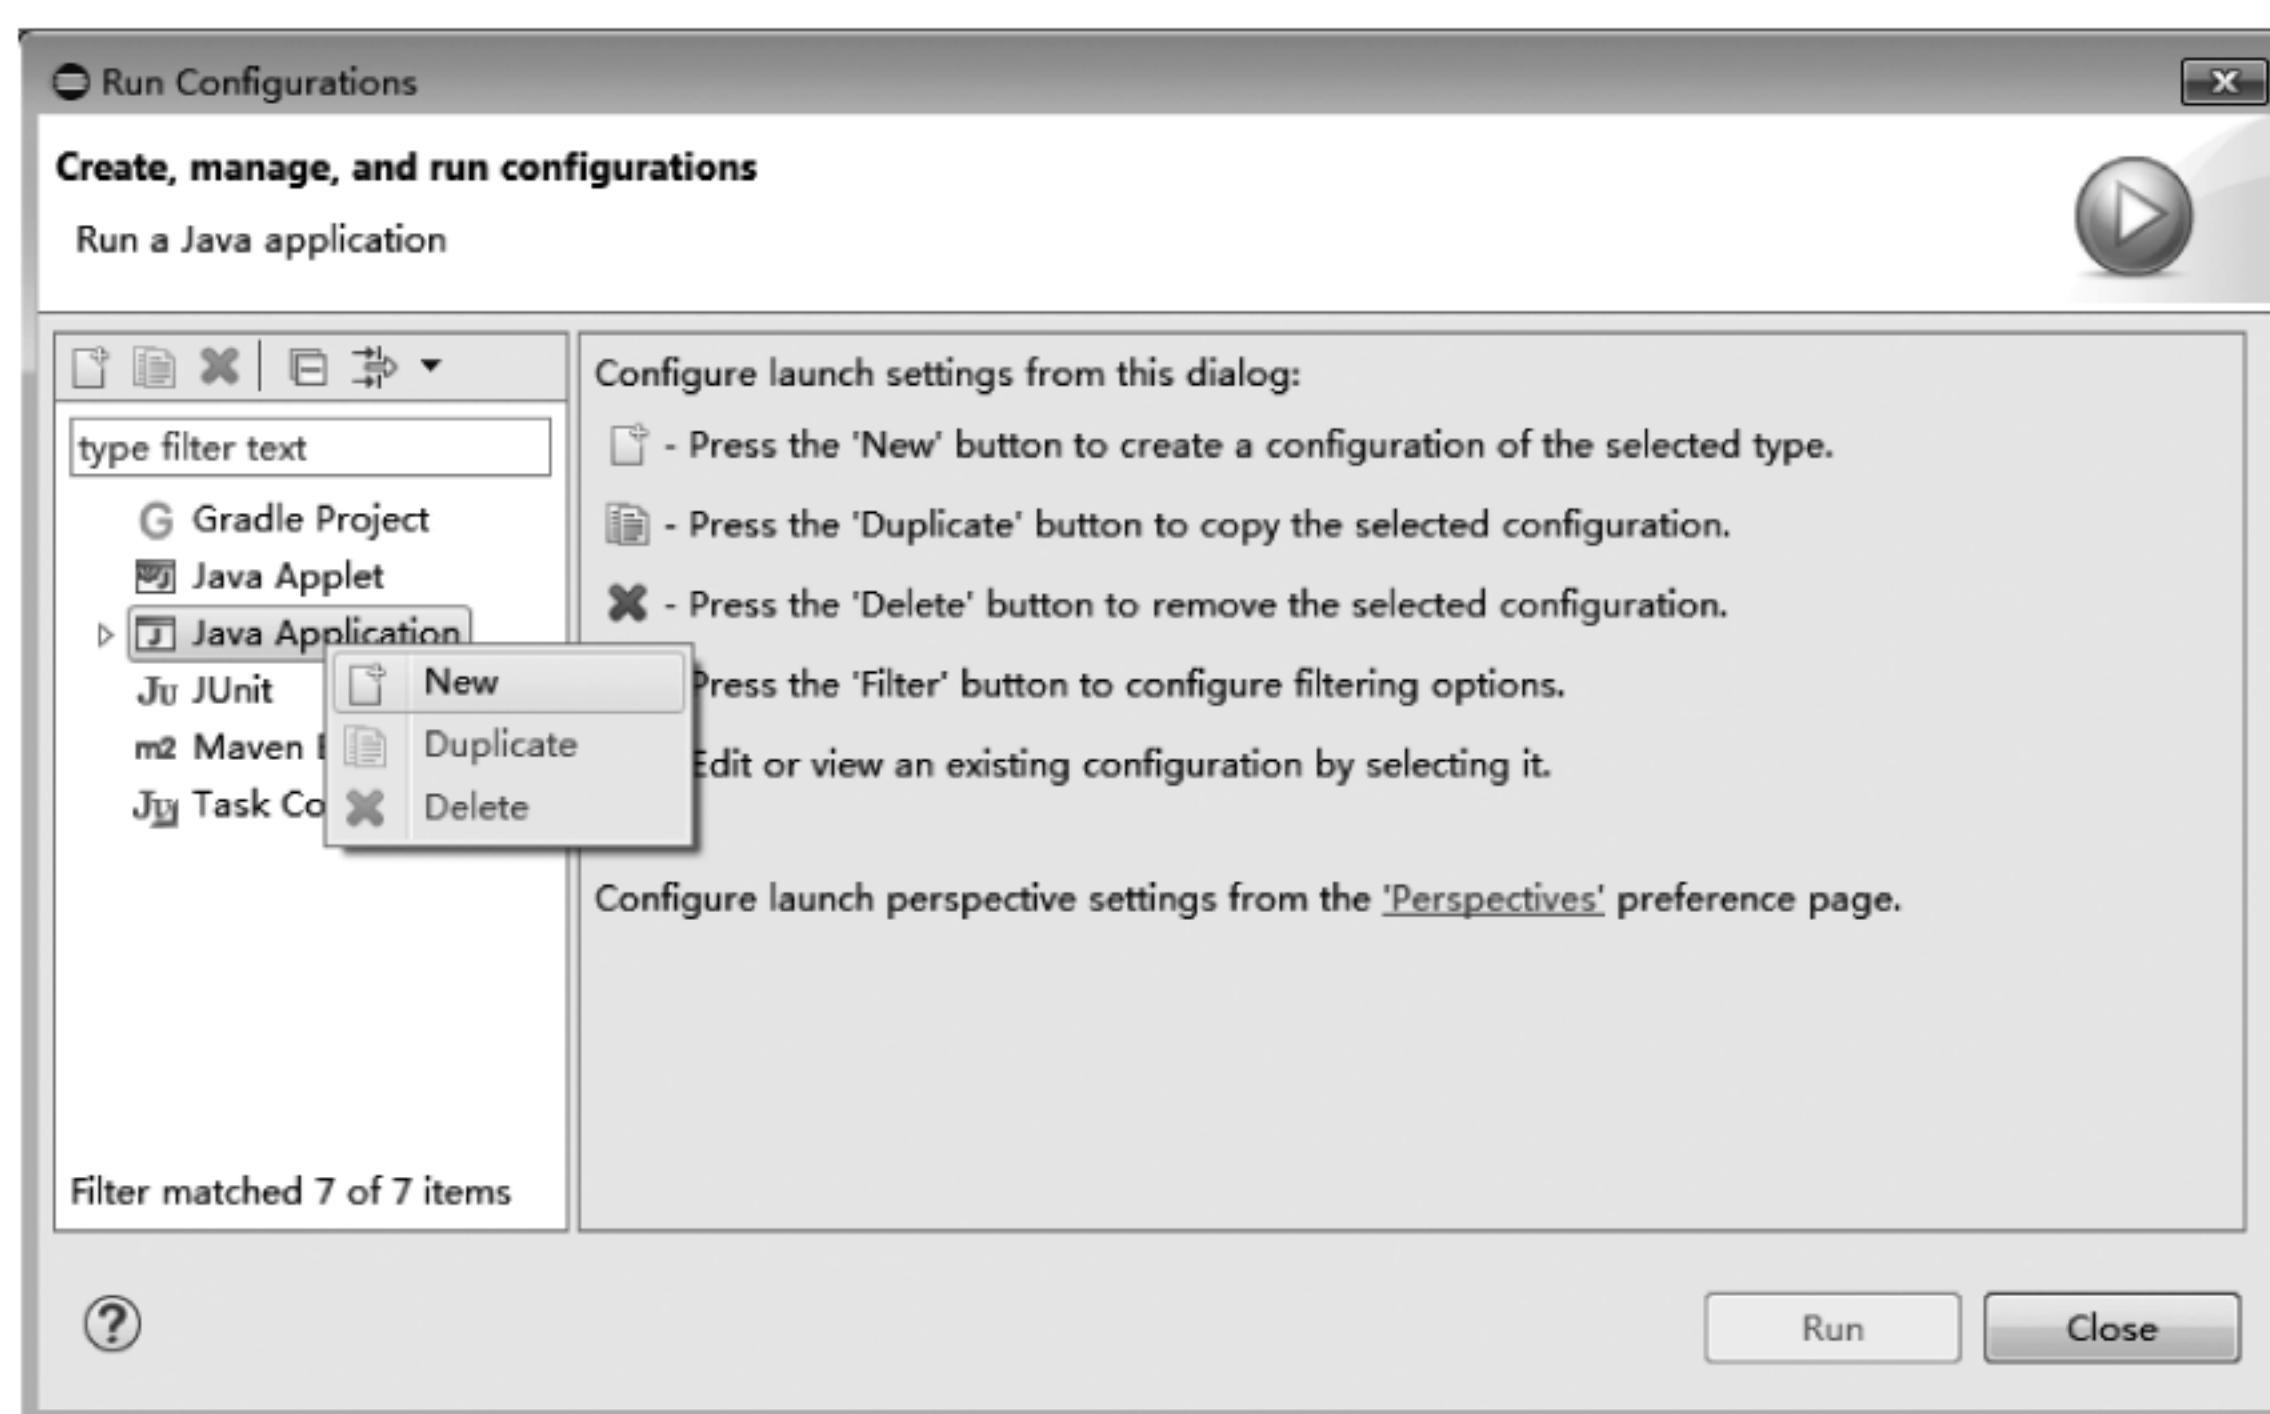 Run Configurations
Create, manage, and run configurations
Run a Java application
type filter text
Gradle Project
Java Applet
Java Application
JUnit
m2 Maven
Task
New
Duplicate
Delete
Filter matched 7 of 7 items
Configure launch settings from this dialog:
- Press the 'New' button to create a configuration of the selected type.
- Press the 'Duplicate' button to copy the selected configuration.
- Press the 'Delete' button to remove the selected configuration.
Press the 'Filter' button to configure filtering options.
Edit or view an existing configuration by selecting it.
Configure launch perspective settings from the 'Perspectives' preference page.
Run
Close